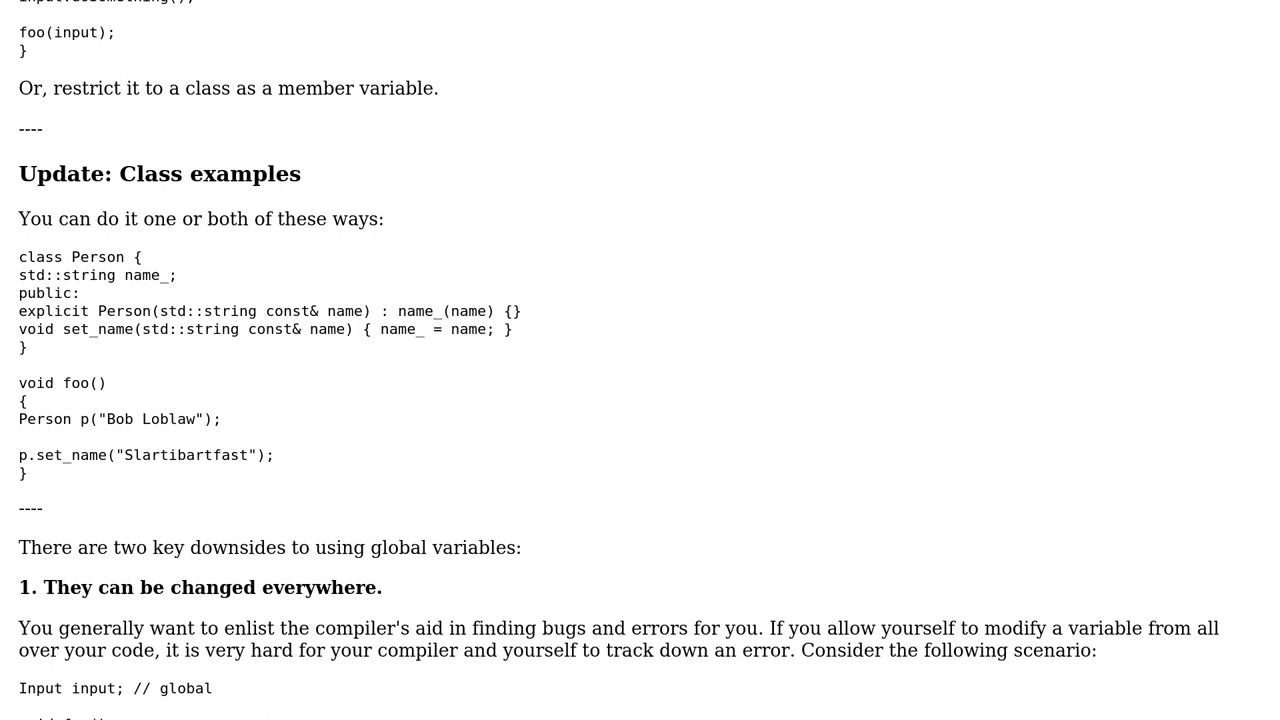 foo(input);
}
Or, restrict it to a class as a member variable.
----
Update: Class examples
You can do it one or both of these ways:
class Person {
std::string name_;
public:
explicit Person(std::string const& name) : name_(name) {}
void set_name(std::string const& name) { name_ = name; }
}
void foo()
{
Person p("Bob Loblaw");
p.set_name("Slartibartfast");
}
----
There are two key downsides to using global variables:
1. They can be changed everywhere.
You generally want to enlist the compiler's aid in finding bugs and errors for you. If you allow yourself to modify a variable from all
over your code, it is very hard for your compiler and yourself to track down an error. Consider the following scenario:
Input input; // global